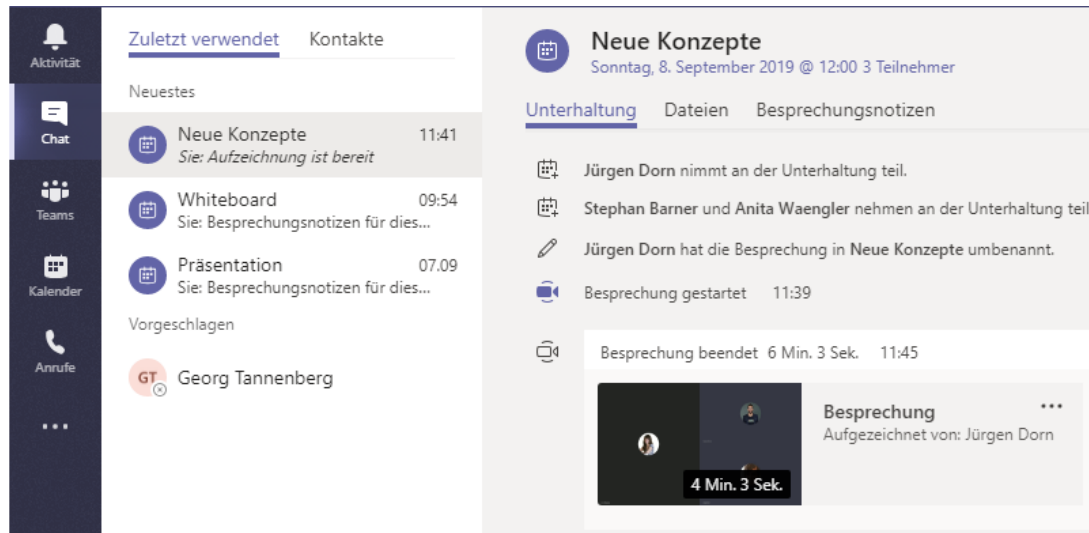 Aktivität
Chat
Teams
Kalender
Anrufe
Zuletzt verwendet Kontakte
Neuestes
Neue Konzepte 11:41
Sie: Aufzeichnung ist bereit
Whiteboard 09:54
Sie: Besprechungsnotizen für dies...
Präsentation 07.09
Sie: Besprechungsnotizen für dies...
Vorgeschlagen
GT Georg Tannenberg
Neue Konzepte
Sonntag, 8. September 2019 @ 12:00 3 Teilnehmer
Unterhaltung Dateien Besprechungsnotizen
Jürgen Dorn nimmt an der Unterhaltung teil.
Stephan Barner und Anita Waengler nehmen an der Unterhaltung teil
Jürgen Dorn hat die Besprechung in Neue Konzepte umbenannt.
Besprechung gestartet 11:39
Besprechung beendet 6 Min. 3 Sek. 11:45
Besprechung
Aufgezeichnet von: Jürgen Dorn
4 Min. 3 Sek.